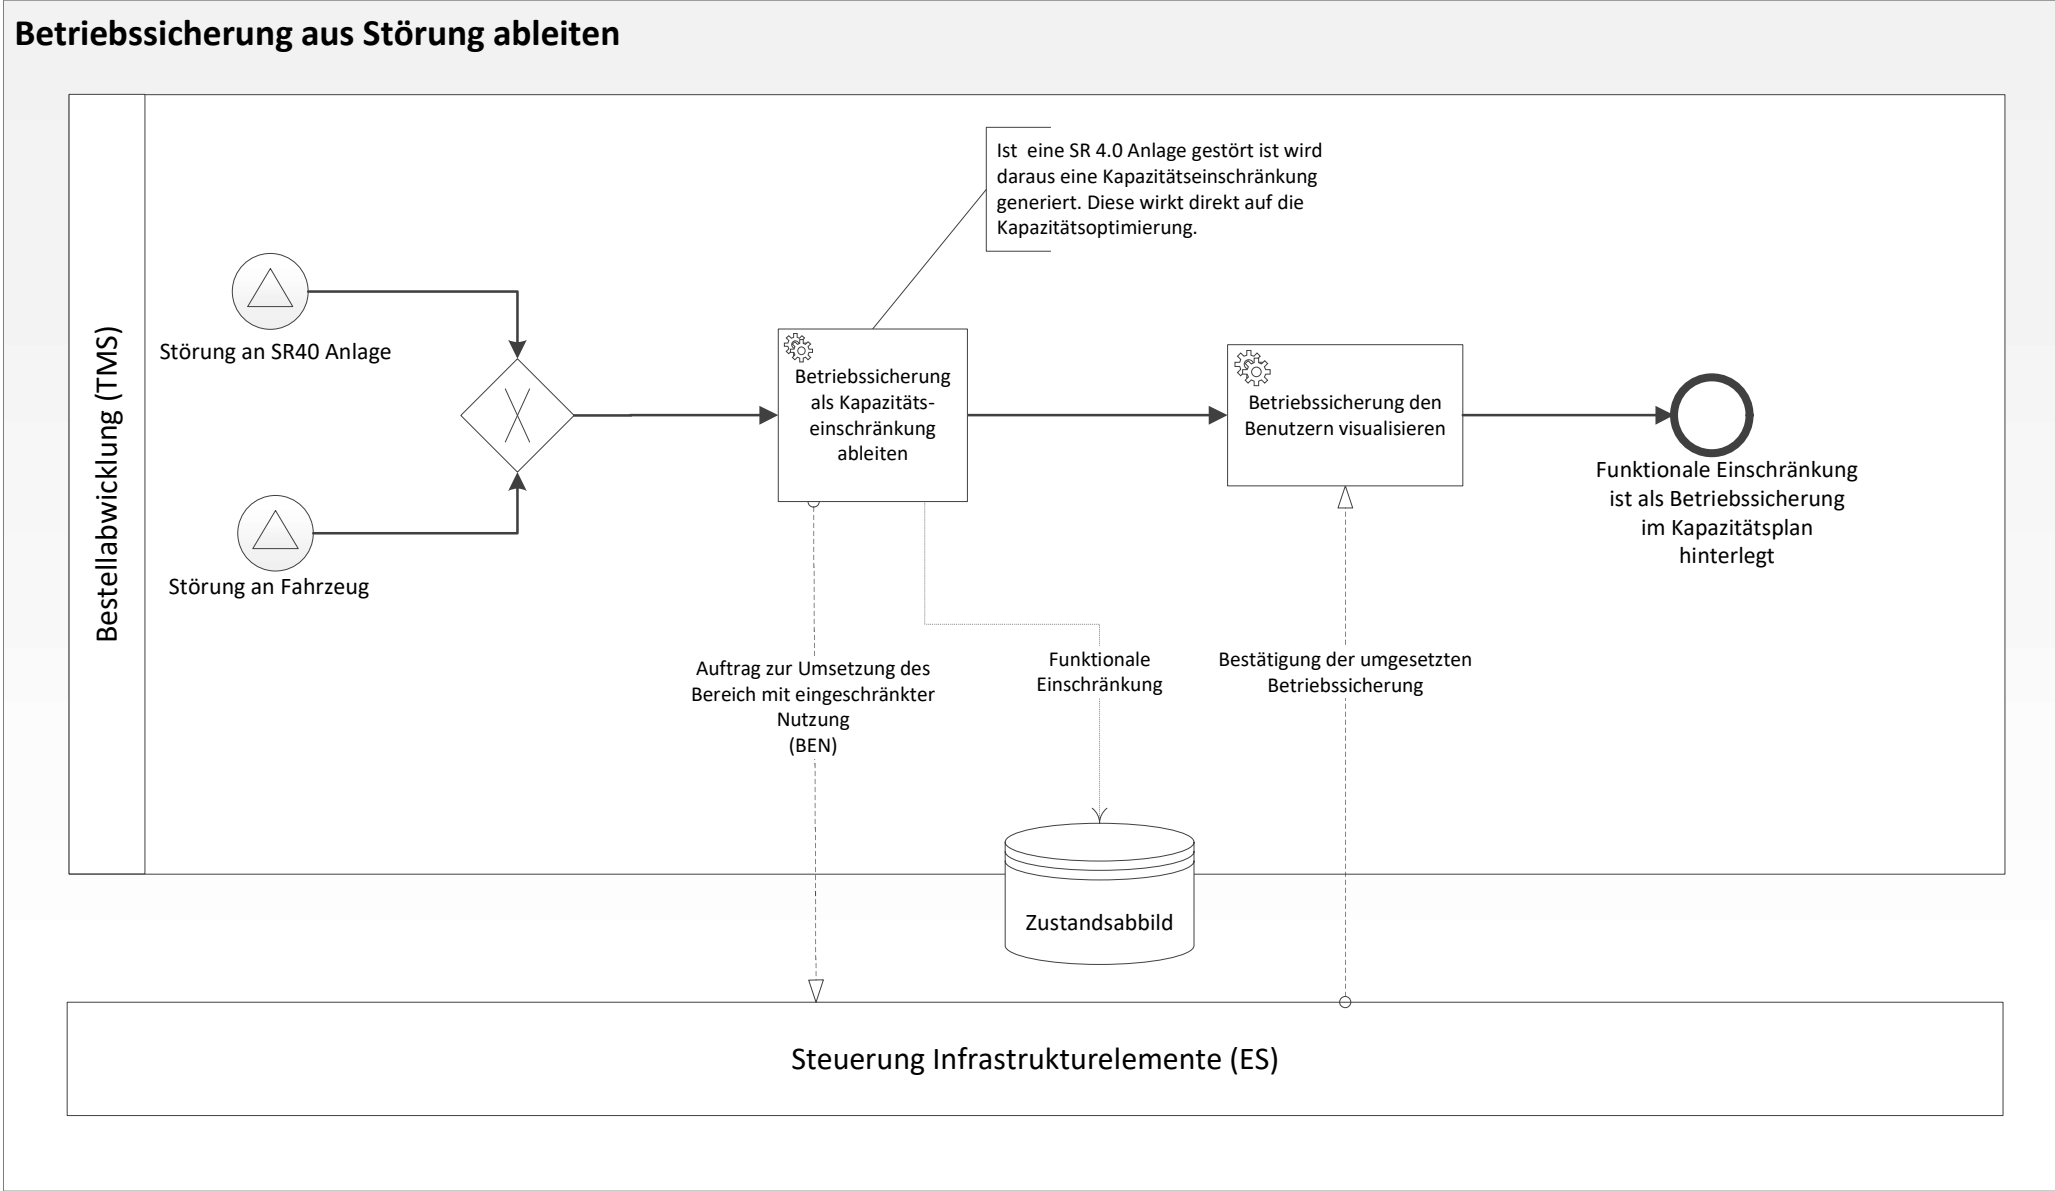 Betriebssicherung aus Störung ableiten
Bestellabwicklung (TMS)
Ist  eine SR 4.0 Anlage gestört ist wird
daraus eine Kapazitätseinschränkung
generiert. Diese wirkt direkt auf die
Kapazitätsoptimierung.
Störung an SR40 Anlage
Störung an Fahrzeug
Betriebssicherung
als Kapazitäts-
einschränkung
ableiten
Betriebssicherung den
Benutzern visualisieren
Funktionale Einschränkung
ist als Betriebssicherung
im Kapazitätsplan
hinterlegt
Auftrag zur Umsetzung des
Bereich mit eingeschränkter
Nutzung
(BEN)
Funktionale
Einschränkung
Bestätigung der umgesetzten
Betriebssicherung
Zustandsabbild
Steuerung Infrastrukturelemente (ES)